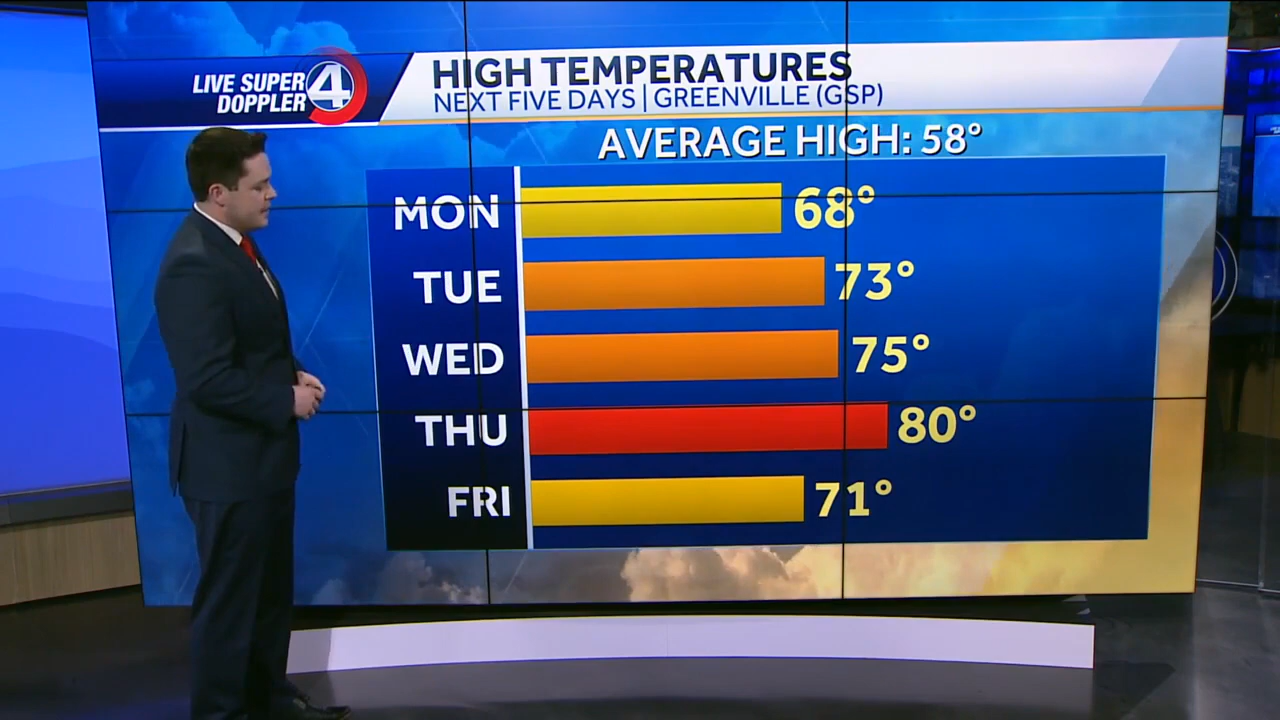 LIVE SUPER
DOPPLER
4
HIGH TEMPERATURES
NEXT FIVE DAYS | GREENVILLE (GSP)
AVERAGE HIGH: 58°
MON 68°
TUE 73°
WED 75°
THU 80°
FRI 71°